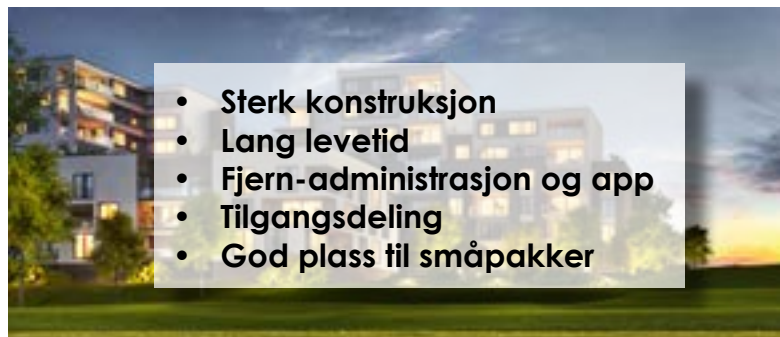 • Sterk konstruksjon
• Lang levetid
• Fjern-administrasjon og app
• Tilgangsdeling
• God plass til småpakker